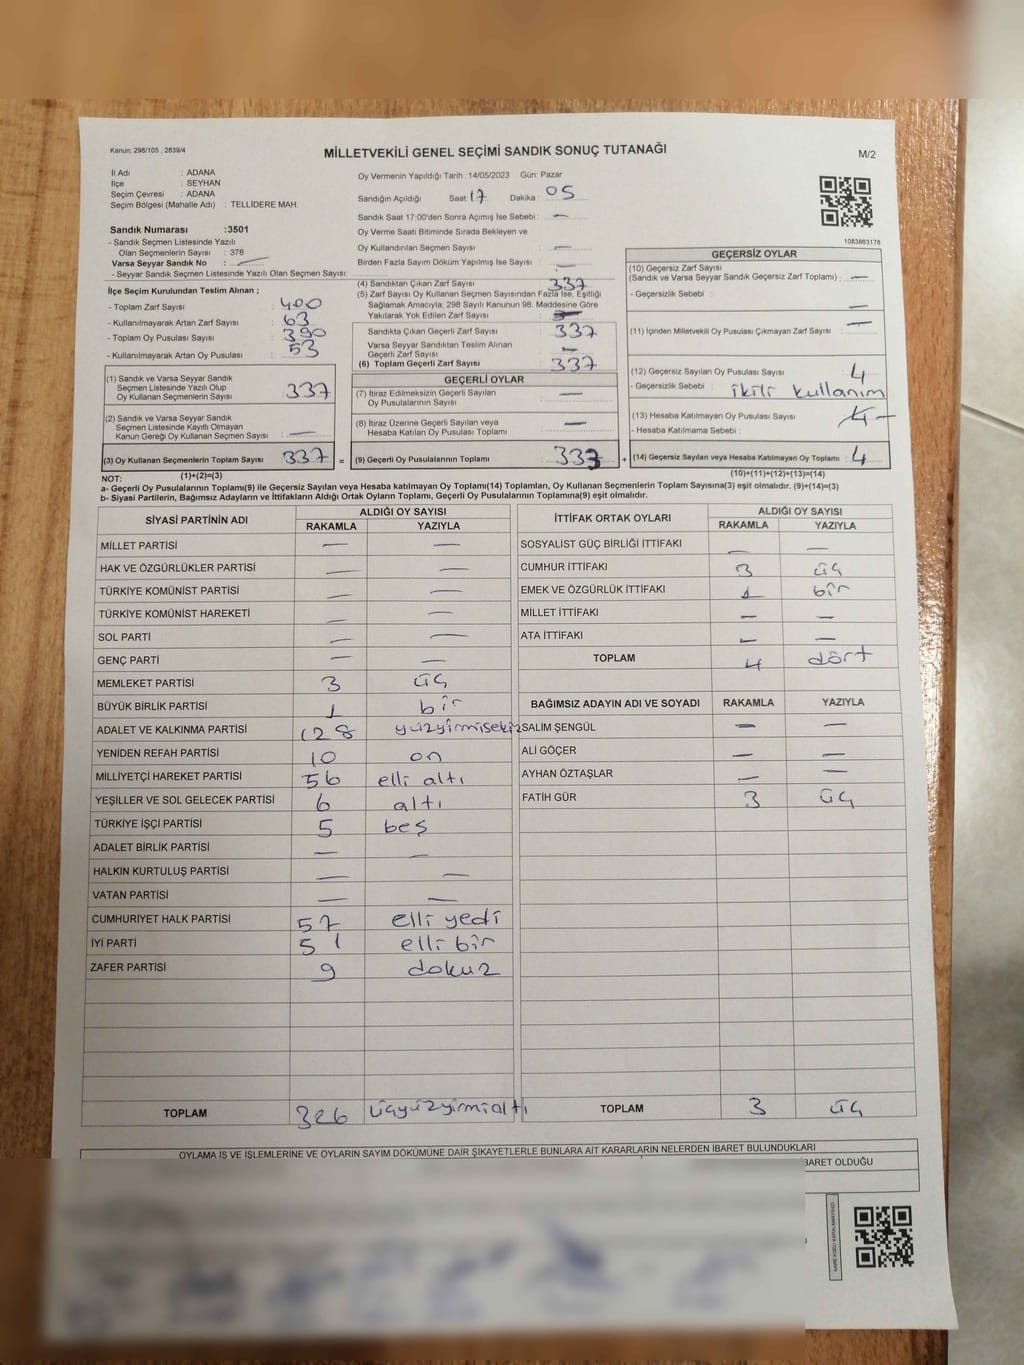 Kanun; 298/105 , 2839/4
MİLLETVEKİLİ GENEL SEÇİMİ SANDIK SONUÇ TUTANAĞI
M/2
İl Adı : ADANA
İlçe : SEYHAN
Seçim Çevresi : ADANA
Seçim Bölgesi (Mahalle Adı) : TELLİDERE MAH.
Sandık Numarası :3501
- Sandık Seçmen Listesinde Yazılı
Olan Seçmenlerin Sayısı : 378
Varsa Seyyar Sandık No : —
- Seyyar Sandık Seçmen Listesinde Yazılı Olan Seçmen Sayısı:
Oy Vermenin Yapıldığı Tarih :14/05/2023 Gün: Pazar
Sandığın Açıldığı Saat 17 Dakika : 05
Sandık Saat 17:00'den Sonra Açımış İse Sebebi : —
Oy Verme Saati Bitiminde Sırada Bekleyen ve
Oy Kullandırılan Seçmen Sayısı : —
Birden Fazla Sayım Döküm Yapılmış İse Sayısı : —
1083863178
İlçe Seçim Kurulundan Teslim Alınan ;
- Toplam Zarf Sayısı : 400
- Kullanılmayarak Artan Zarf Sayısı : 63
- Toplam Oy Pusulası Sayısı : 390
- Kullanılmayarak Artan Oy Pusulası : 53
(1) Sandık ve Varsa Seyyar Sandık
Seçmen Listesinde Yazılı Olup
Oy Kullanan Seçmenlerin Sayısı : 337
(2) Sandık ve Varsa Seyyar Sandık
Seçmen Listesinde Kayıtlı Olmayan
Kanun Gereği Oy Kullanan Seçmen Sayısı : —
(3) Oy Kullanan Seçmenlerin Toplam Sayısı : 337 =
(4) Sandıktan Çıkan Zarf Sayısı : 337
(5) Zarf Sayısı Oy Kullanan Seçmen Sayısından Fazla İse, Eşitliği
Sağlamak Amacıyla, 298 Sayılı Kanunun 98. Maddesine Göre
Yakılarak Yok Edilen Zarf Sayısı :
Sandıkta Çıkan Geçerli Zarf Sayısı : 337
Varsa Seyyar Sandıktan Teslim Alınan
Geçerli Zarf Sayısı : —
(6) Toplam Geçerli Zarf Sayısı : 337
GEÇERLİ OYLAR
(7) İtiraz Edilmeksizin Geçerli Sayılan
Oy Pusulalarının Sayısı : —
(8) İtiraz Üzerine Geçerli Sayılan veya
Hesaba Katılan Oy Pusulası Toplamı : —
(9) Geçerli Oy Pusulalarının Toplamı : 333 +
GEÇERSİZ OYLAR
(10) Geçersiz Zarf Sayısı
(Sandık ve Varsa Seyyar Sandık Geçersiz Zarf Toplamı) : —
- Geçersizlik Sebebi : —
(11) İçinden Milletvekili Oy Pusulası Çıkmayan Zarf Sayısı : —
(12) Geçersiz Sayılan Oy Pusulası Sayısı : 4
- Geçersizlik Sebebi : ikili kullanım
(13) Hesaba Katılmayan Oy Pusulası Sayısı : —
- Hesaba Katılmama Sebebi :
(14) Geçersiz Sayılan veya Hesaba Katılmayan Oy Toplamı : 4
NOT: (1)+(2)=(3) (10)+(11)+(12)+(13)=(14)
a- Geçerli Oy Pusulalarının Toplamı(9) ile Geçersiz Sayılan veya Hesaba katılmayan Oy Toplamı(14) Toplamları, Oy Kullanan Seçmenlerin Toplam Sayısına(3) eşit olmalıdır. (9)+(14)=(3)
b- Siyasi Partilerin, Bağımsız Adayların ve İttifakların Aldığı Ortak Oyların Toplamı, Geçerli Oy Pusulalarının Toplamına(9) eşit olmalıdır.
SİYASİ PARTİNİN ADI ALDIĞI OY SAYISI
RAKAMLA YAZIYLA
MİLLET PARTİSİ — —
HAK VE ÖZGÜRLÜKLER PARTİSİ — —
TÜRKİYE KOMÜNİST PARTİSİ — —
TÜRKİYE KOMÜNİST HAREKETİ — —
SOL PARTİ — —
GENÇ PARTİ — —
MEMLEKET PARTİSİ 3 üç
BÜYÜK BİRLİK PARTİSİ 1 bir
ADALET VE KALKINMA PARTİSİ 128 yüzyirmisekiz
YENİDEN REFAH PARTİSİ 10 on
MİLLİYETÇİ HAREKET PARTİSİ 56 elli altı
YEŞİLLER VE SOL GELECEK PARTİSİ 6 altı
TÜRKİYE İŞÇİ PARTİSİ 5 beş
ADALET BİRLİK PARTİSİ — —
HALKIN KURTULUŞ PARTİSİ — —
VATAN PARTİSİ — —
CUMHURİYET HALK PARTİSİ 57 elli yedi
İYİ PARTİ 51 elli bir
ZAFER PARTİSİ 9 dokuz
TOPLAM 326 üçyüzyirmialtı
İTTİFAK ORTAK OYLARI ALDIĞI OY SAYISI
RAKAMLA YAZIYLA
SOSYALİST GÜÇ BİRLİĞİ İTTİFAKI — —
CUMHUR İTTİFAKI 3 üç
EMEK VE ÖZGÜRLÜK İTTİFAKI 1 bir
MİLLET İTTİFAKI — —
ATA İTTİFAKI — —
TOPLAM 4 dört
BAĞIMSIZ ADAYIN ADI VE SOYADI RAKAMLA YAZIYLA
SALİM ŞENGÜL — —
ALİ GÖÇER — —
AYHAN ÖZTAŞLAR — —
FATİH GÜR 3 üç
TOPLAM 3 üç
OYLAMA İŞ VE İŞLEMLERİNE VE OYLARIN SAYIM DÖKÜMÜNE DAİR ŞİKAYETLERLE BUNLARA AİT KARARLARIN NELERDEN İBARET BULUNDUKLARI
BARET OLDUĞU